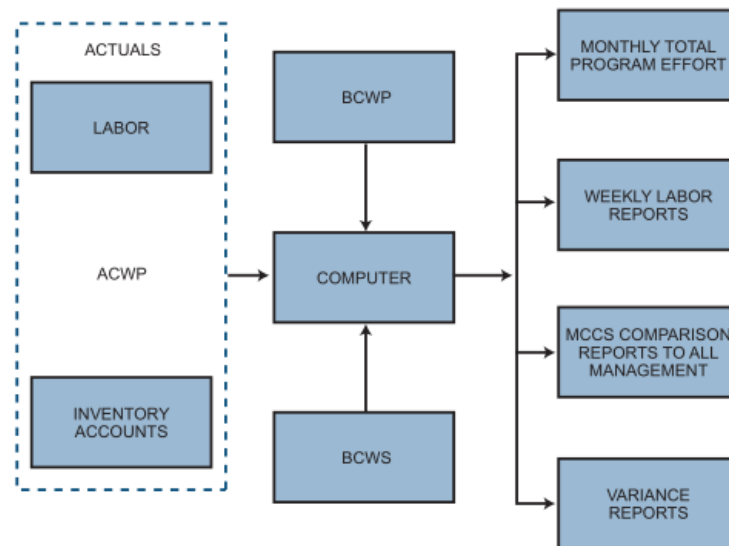 ACTUALS
LABOR
ACWP
INVENTORY
ACCOUNTS
BCWP
COMPUTER
BCWS
MONTHLY TOTAL
PROGRAM EFFORT
WEEKLY LABOR
REPORTS
MCCS COMPARISON
REPORTS TO ALL
MANAGEMENT
VARIANCE
REPORTS